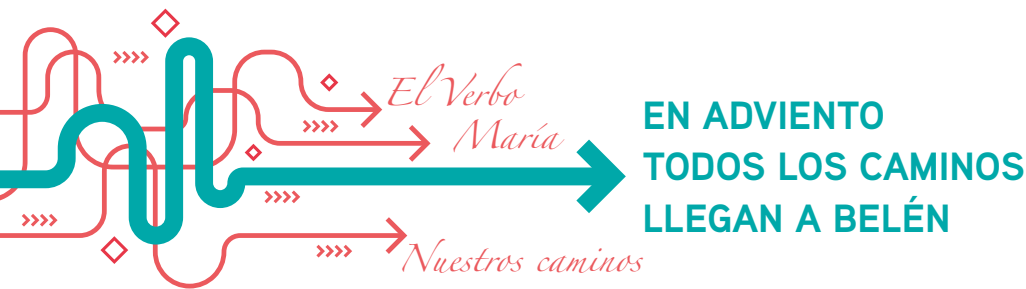 El Verbo
María
EN ADVIENTO
TODOS LOS CAMINOS
LLEGAN A BELÉN
Nuestros caminos